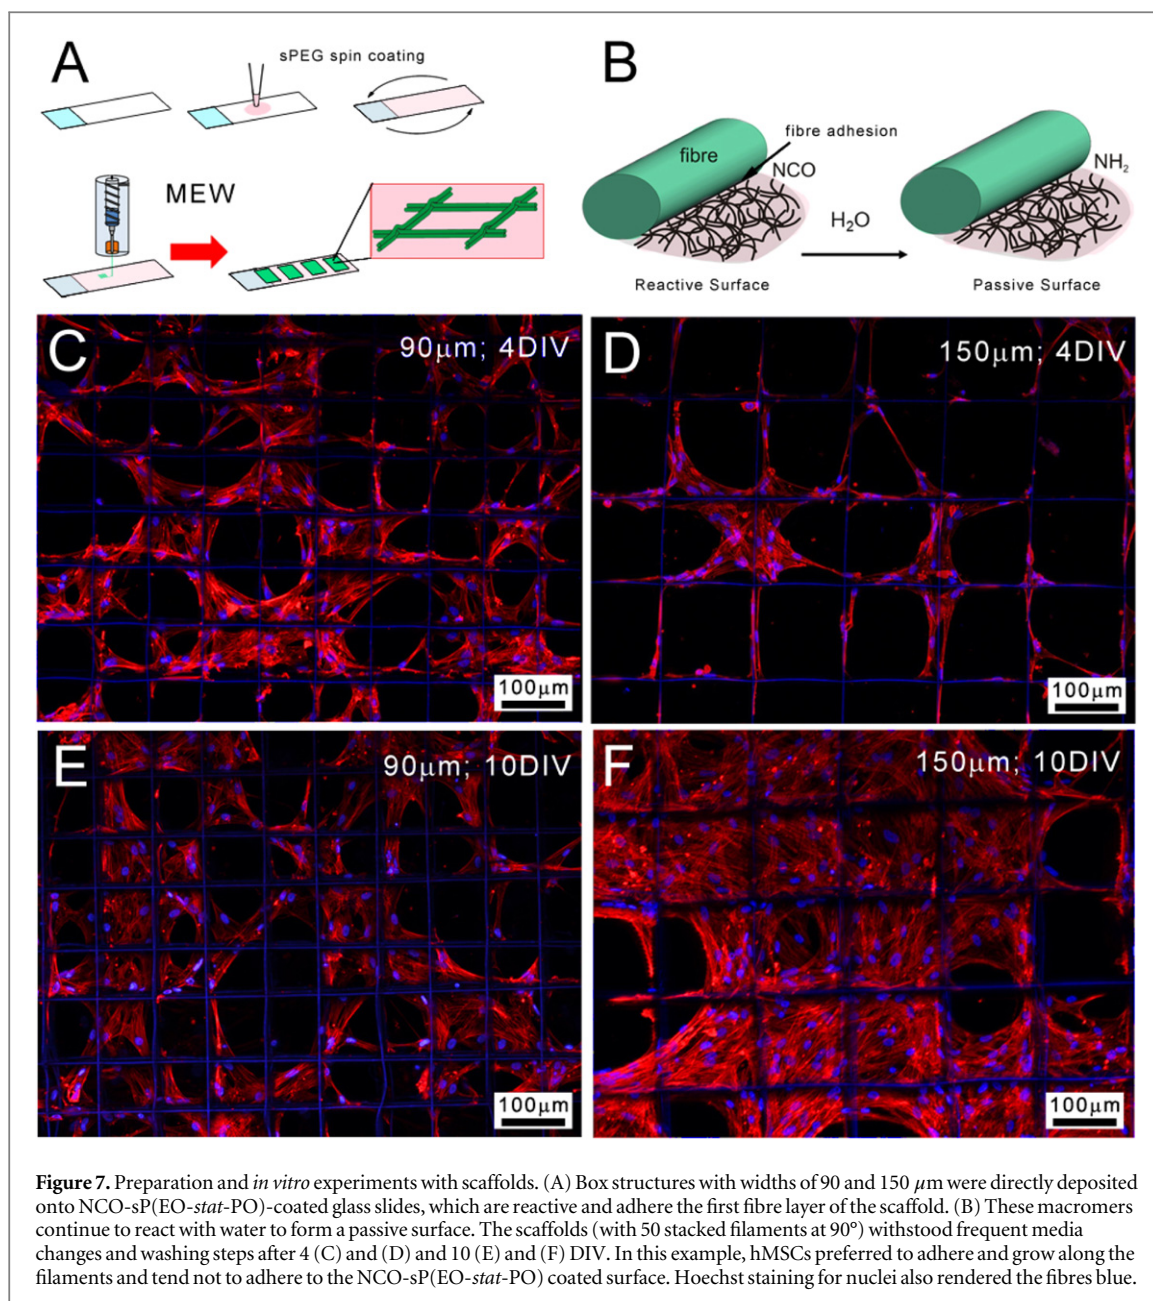 A
sPEG spin coating
MEW
B
fibre adhesion
fibre
NCO
NH₂
H₂O
Reactive Surface
Passive Surface
C
90μm; 4DIV
100μm
D
150μm; 4DIV
100μm
E
90μm; 10DIV
100μm
F
150μm; 10DIV
100μm
Figure 7. Preparation and in vitro experiments with scaffolds. (A) Box structures with widths of 90 and 150 μm were directly deposited
onto NCO-sP(EO-stat-PO)-coated glass slides, which are reactive and adhere the first fibre layer of the scaffold. (B) These macromers
continue to react with water to form a passive surface. The scaffolds (with 50 stacked filaments at 90°) withstood frequent media
changes and washing steps after 4 (C) and (D) and 10 (E) and (F) DIV. In this example, hMSCs preferred to adhere and grow along the
filaments and tend not to adhere to the NCO-sP(EO-stat-PO) coated surface. Hoechst staining for nuclei also rendered the fibres blue.